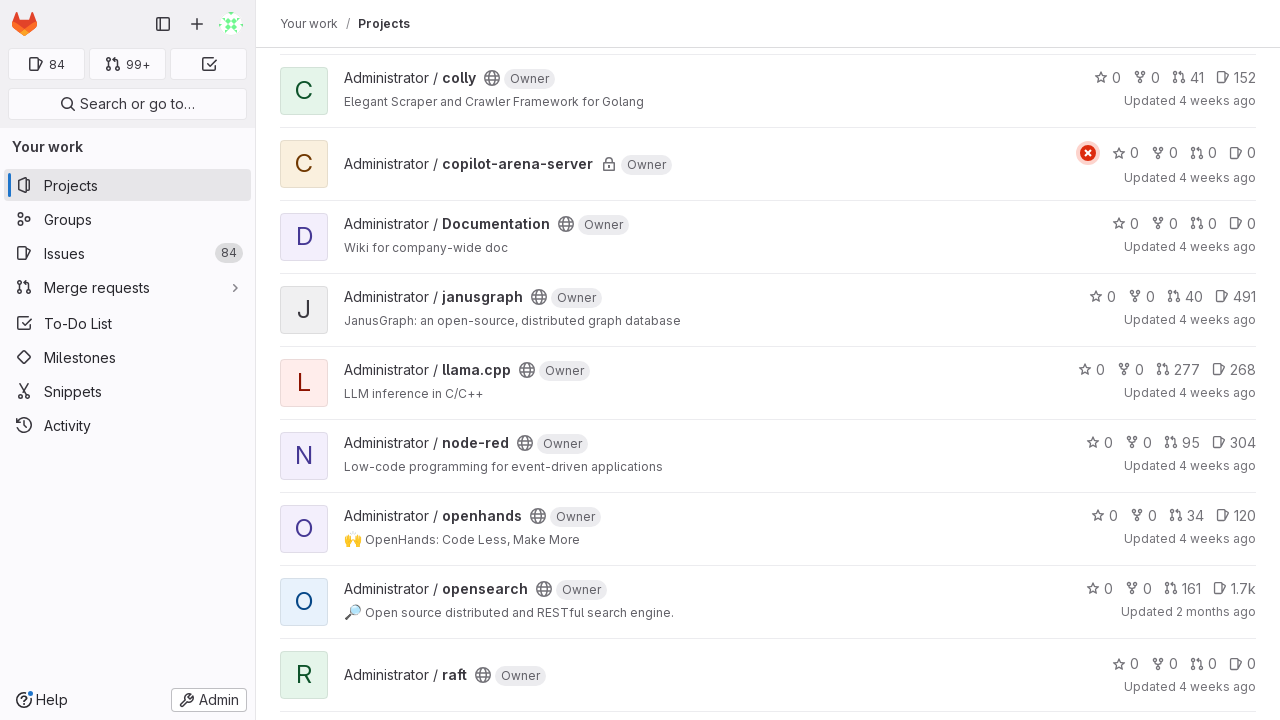 Your work / Projects
84
99+
Search or go to…
Your work
Projects
Groups
Issues 84
Merge requests
To-Do List
Milestones
Snippets
Activity
Help
Admin
C
Administrator / colly Owner
0 0 41 152
Elegant Scraper and Crawler Framework for Golang
Updated 4 weeks ago
C
Administrator / copilot-arena-server Owner
0 0 0 0
Updated 4 weeks ago
D
Administrator / Documentation Owner
0 0 0 0
Wiki for company-wide doc
Updated 4 weeks ago
J
Administrator / janusgraph Owner
0 0 40 491
JanusGraph: an open-source, distributed graph database
Updated 4 weeks ago
L
Administrator / llama.cpp Owner
0 0 277 268
LLM inference in C/C++
Updated 4 weeks ago
N
Administrator / node-red Owner
0 0 95 304
Low-code programming for event-driven applications
Updated 4 weeks ago
O
Administrator / openhands Owner
0 0 34 120
🙌 OpenHands: Code Less, Make More
Updated 4 weeks ago
O
Administrator / opensearch Owner
0 0 161 1.7k
🔎 Open source distributed and RESTful search engine.
Updated 2 months ago
R
Administrator / raft Owner
0 0 0 0
Updated 4 weeks ago